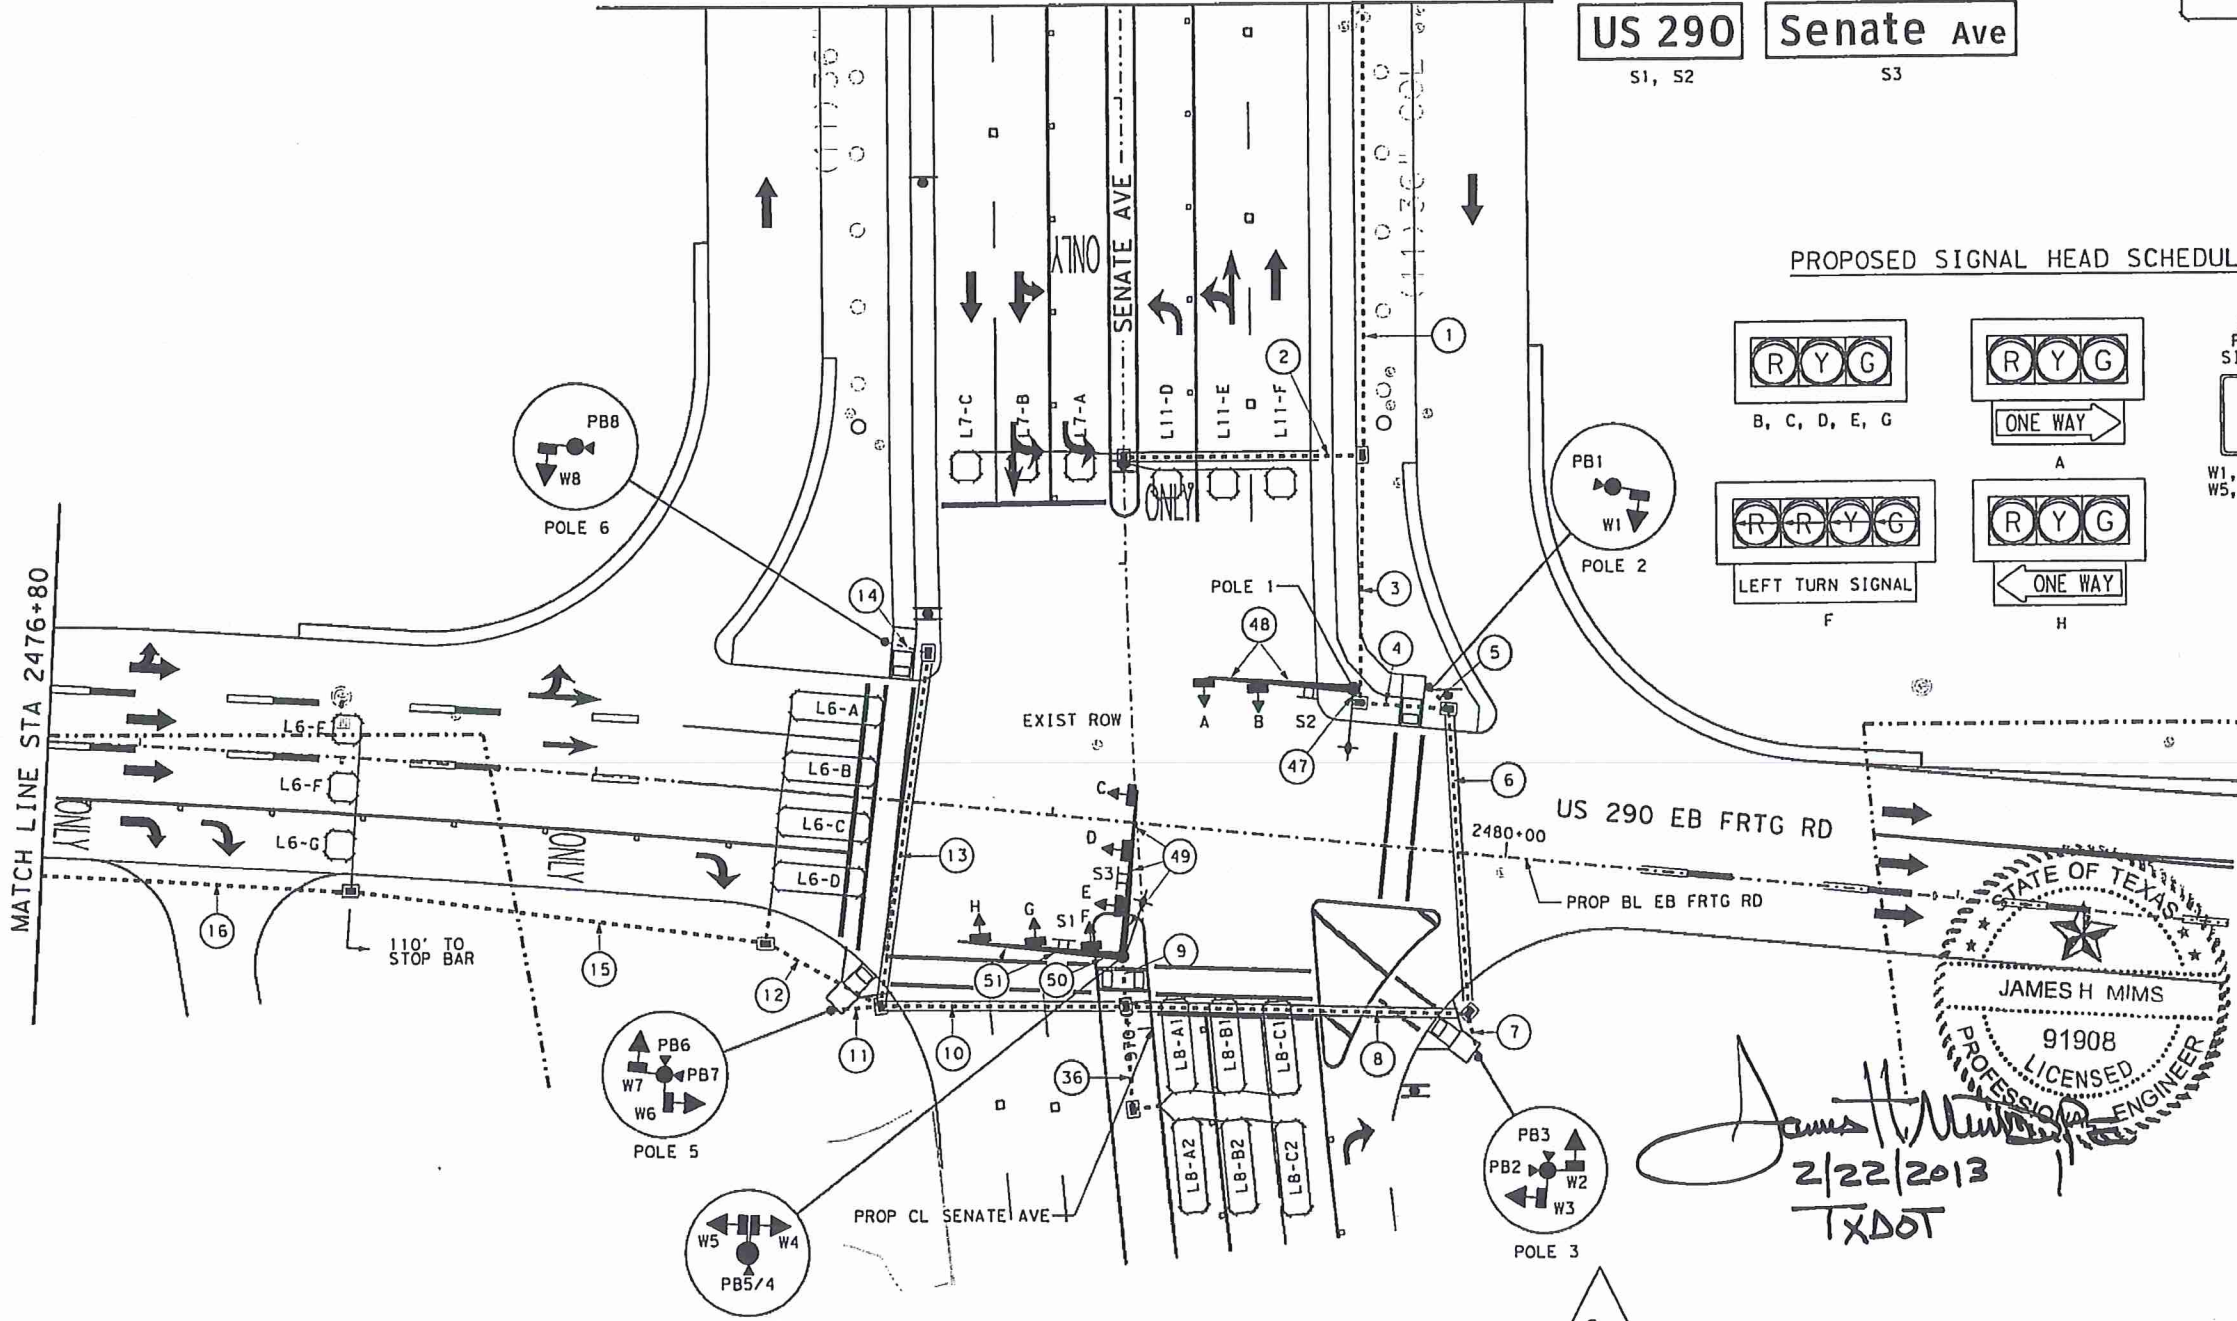 US 290
Senate Ave
S1, S2
S3
PROPOSED SIGNAL HEAD SCHEDUL
R Y G
B, C, D, E, G
R Y G
ONE WAY
A
R R Y G
LEFT TURN SIGNAL
F
R Y G
ONE WAY
H
W1,
W5,
SENATE AVE
ONLY
1
2
L7-C
L7-B
L7-A
L11-D
L11-E
L11-F
ONLY
PB8
W8
POLE 6
PB1
W1
POLE 2
POLE 1
3
14
48
4
5
MATCH LINE STA 2476+80
L6-A
L6-B
L6-C
L6-D
L6-E
L6-F
L6-G
ONLY
ONLY
EXIST ROW
A
B
S2
47
6
C
D
S3
E
49
US 290 EB FRTG RD
2480+00
PROP BL EB FRTG RD
13
H
G
S1
F
9
16
110' TO
STOP BAR
15
12
51
50
11
10
8
7
36
L8-A1
L8-B1
L8-C1
L8-A2
L8-B2
L8-C2
PB6
PB7
W7
W6
POLE 5
PROP CL SENATE AVE
W5
W4
PB5/4
PB3
PB2
W2
W3
POLE 3
STATE OF TEXAS
JAMES H MIMS
91908
LICENSED
PROFESSIONAL ENGINEER
James H Mims
2/22/2013
TXDOT